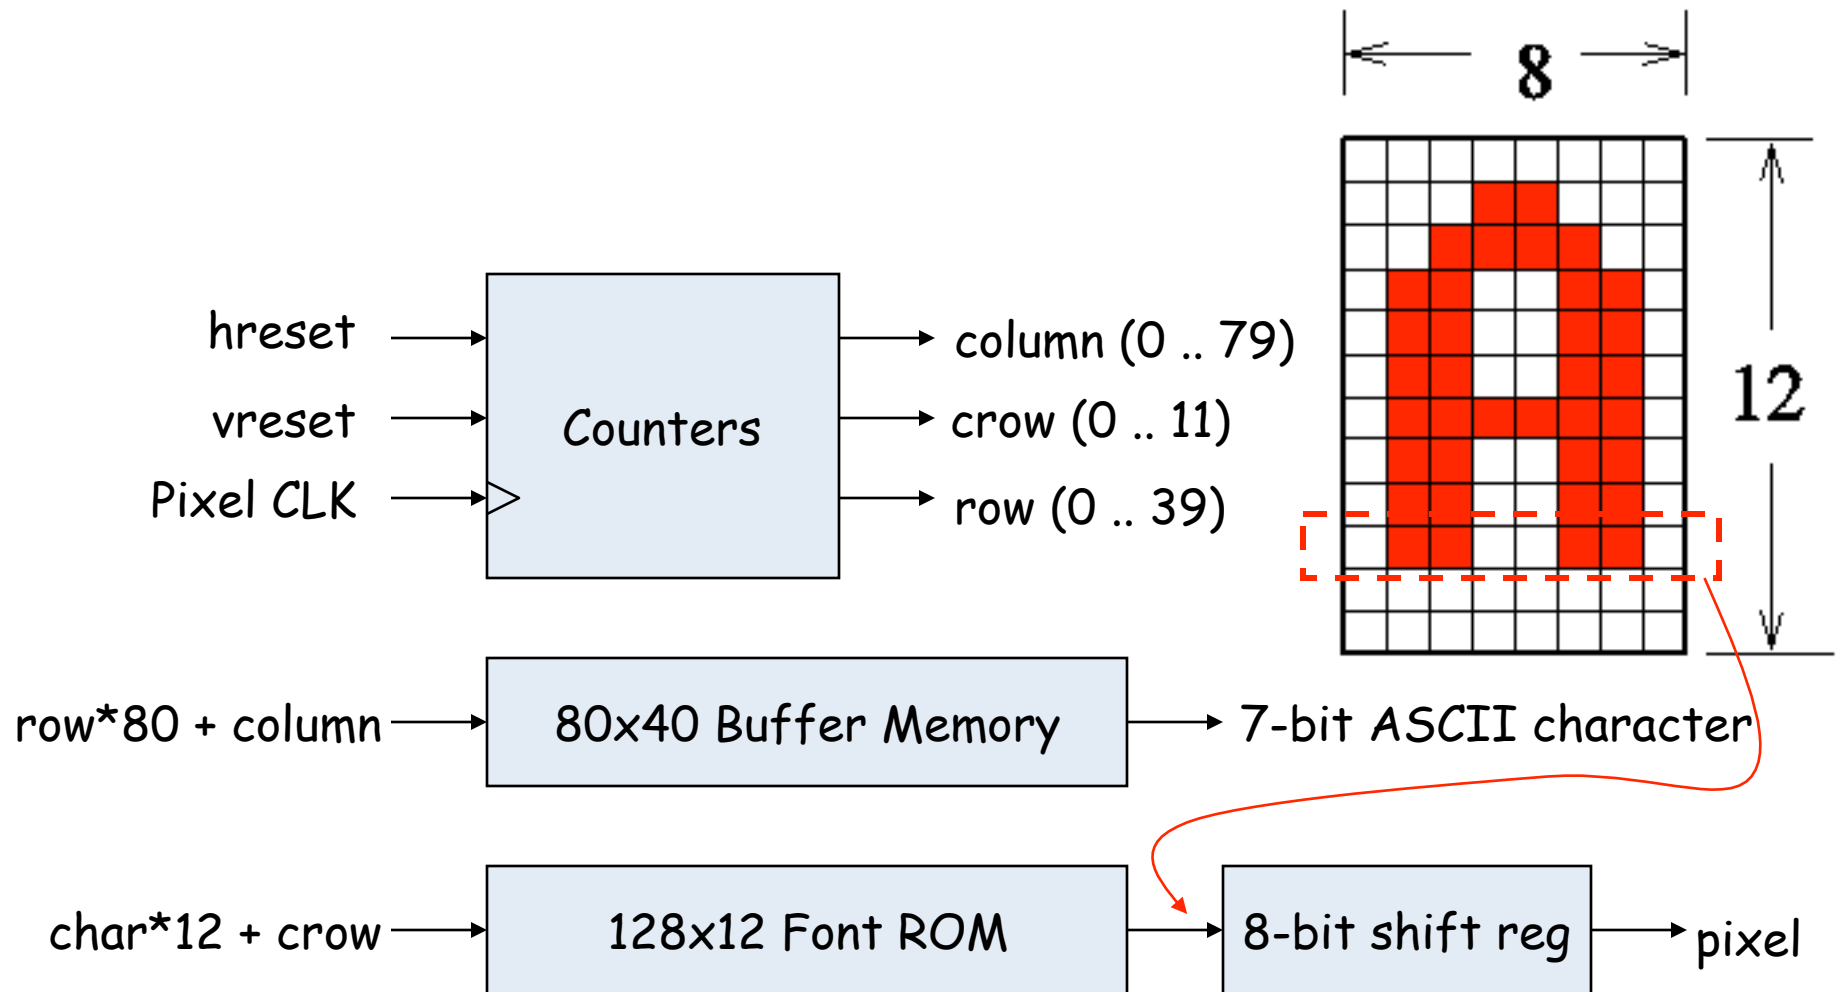 8
12
hreset
vreset
Pixel CLK
Counters
column (0 .. 79)
crow (0 .. 11)
row (0 .. 39)
row*80 + column
80x40 Buffer Memory
7-bit ASCII character
char*12 + crow
128x12 Font ROM
8-bit shift reg
pixel